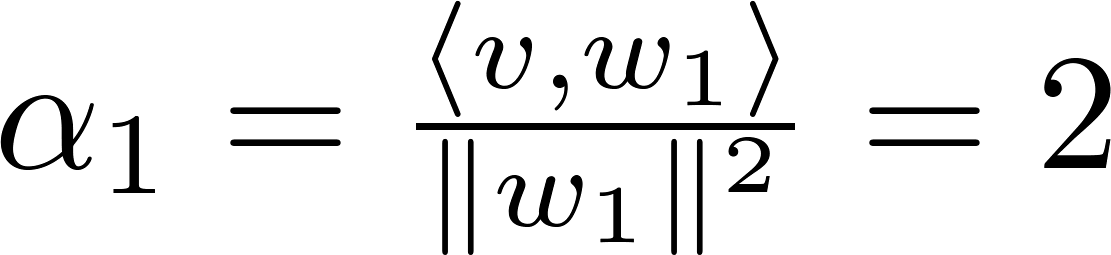 α₁ = ⟨v,w₁⟩ / ‖w₁‖² = 2